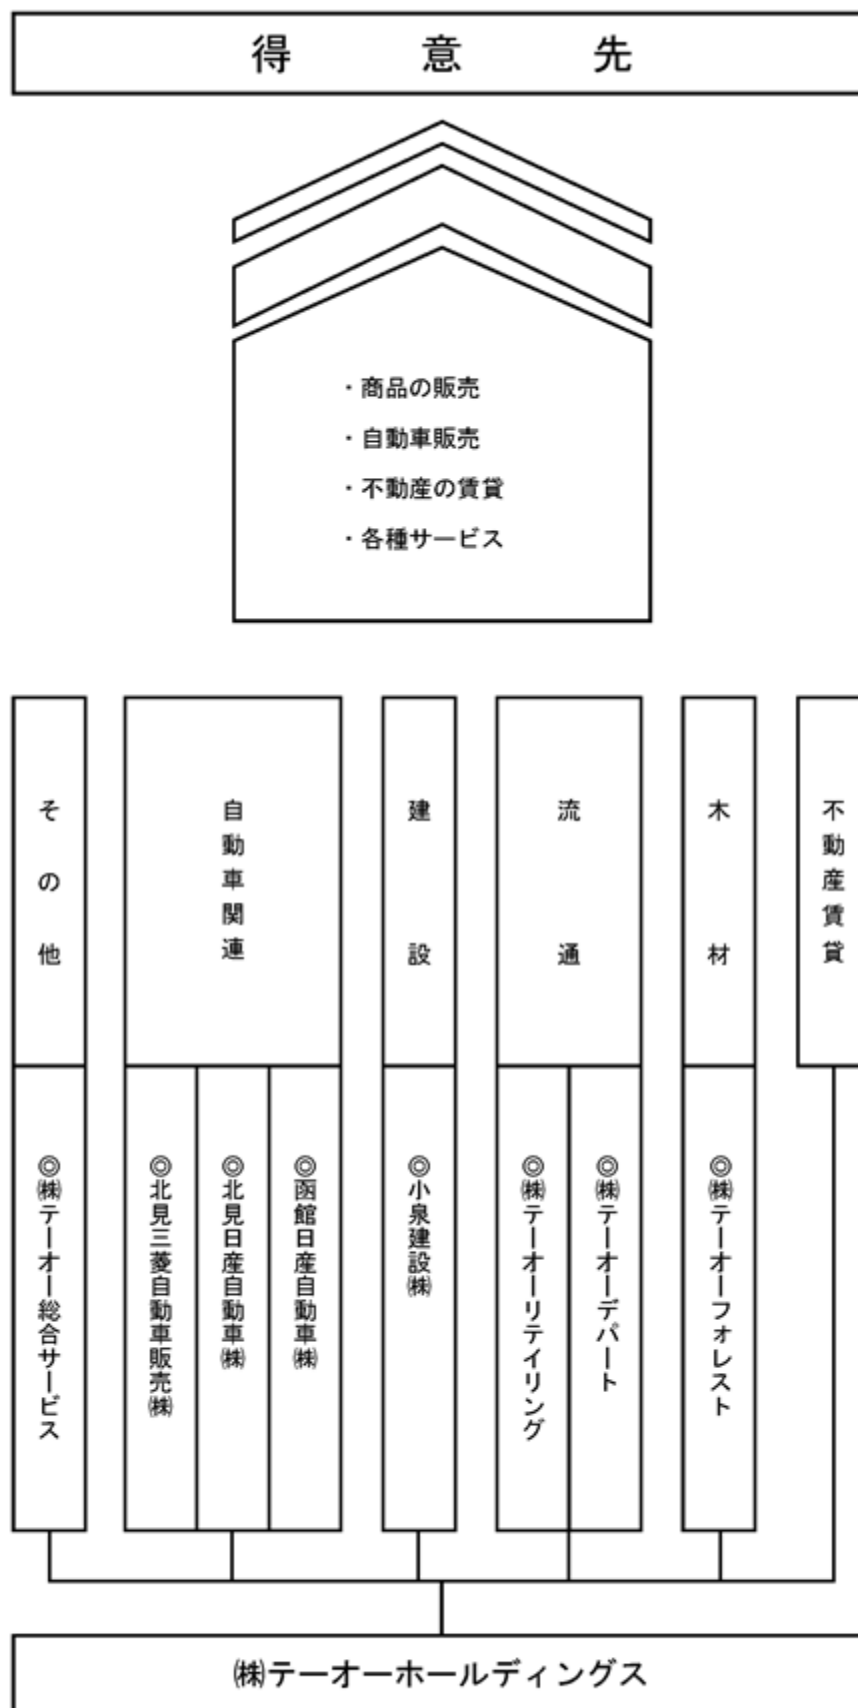 得意先
・商品の販売
・自動車販売
・不動産の賃貸
・各種サービス
その他
自動車関連
建設
流通
木材
不動産賃貸
◎㈱テーオー総合サービス
◎北見三菱自動車販売㈱
◎北見日産自動車㈱
◎函館日産自動車㈱
◎小泉建設㈱
◎㈱テーオーリテイリング
◎㈱テーオーデパート
◎㈱テーオーフォレスト
㈱テーオーホールディングス